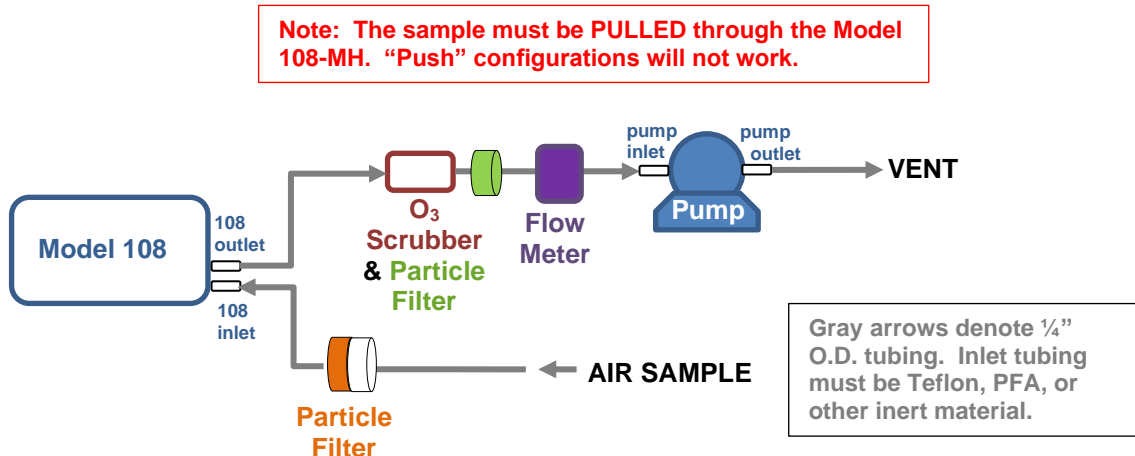 Note: The sample must be PULLED through the Model
108-MH. “Push” configurations will not work.
pump
inlet
pump
outlet
VENT
Pump
O₃
Scrubber
& Particle
Filter
Flow
Meter
Model 108
108
outlet
108
inlet
AIR SAMPLE
Particle
Filter
Gray arrows denote ¼”
O.D. tubing. Inlet tubing
must be Teflon, PFA, or
other inert material.